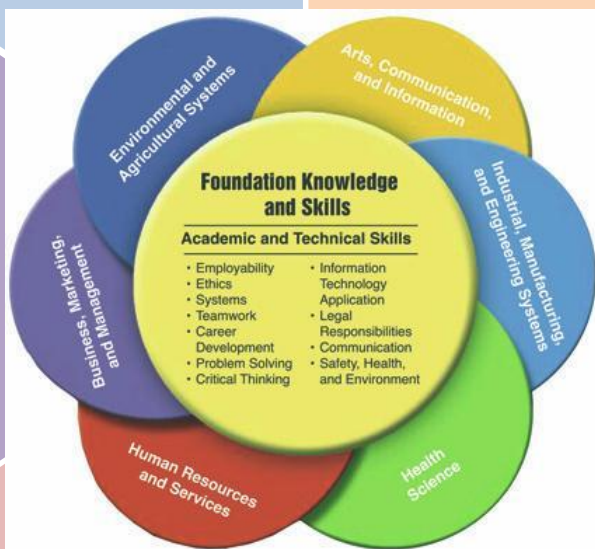 Environmental and
Agricultural Systems
Arts, Communication,
and Information
Industrial, Manufacturing,
and Engineering Systems
Health
Science
Human Resources
and Services
Business, Marketing,
and Management
Foundation Knowledge
and Skills
Academic and Technical Skills
• Employability
• Ethics
• Systems
• Teamwork
• Career
Development
• Problem Solving
• Critical Thinking
• Information
Technology
Application
• Legal
Responsibilities
• Communication
• Safety, Health,
and Environment